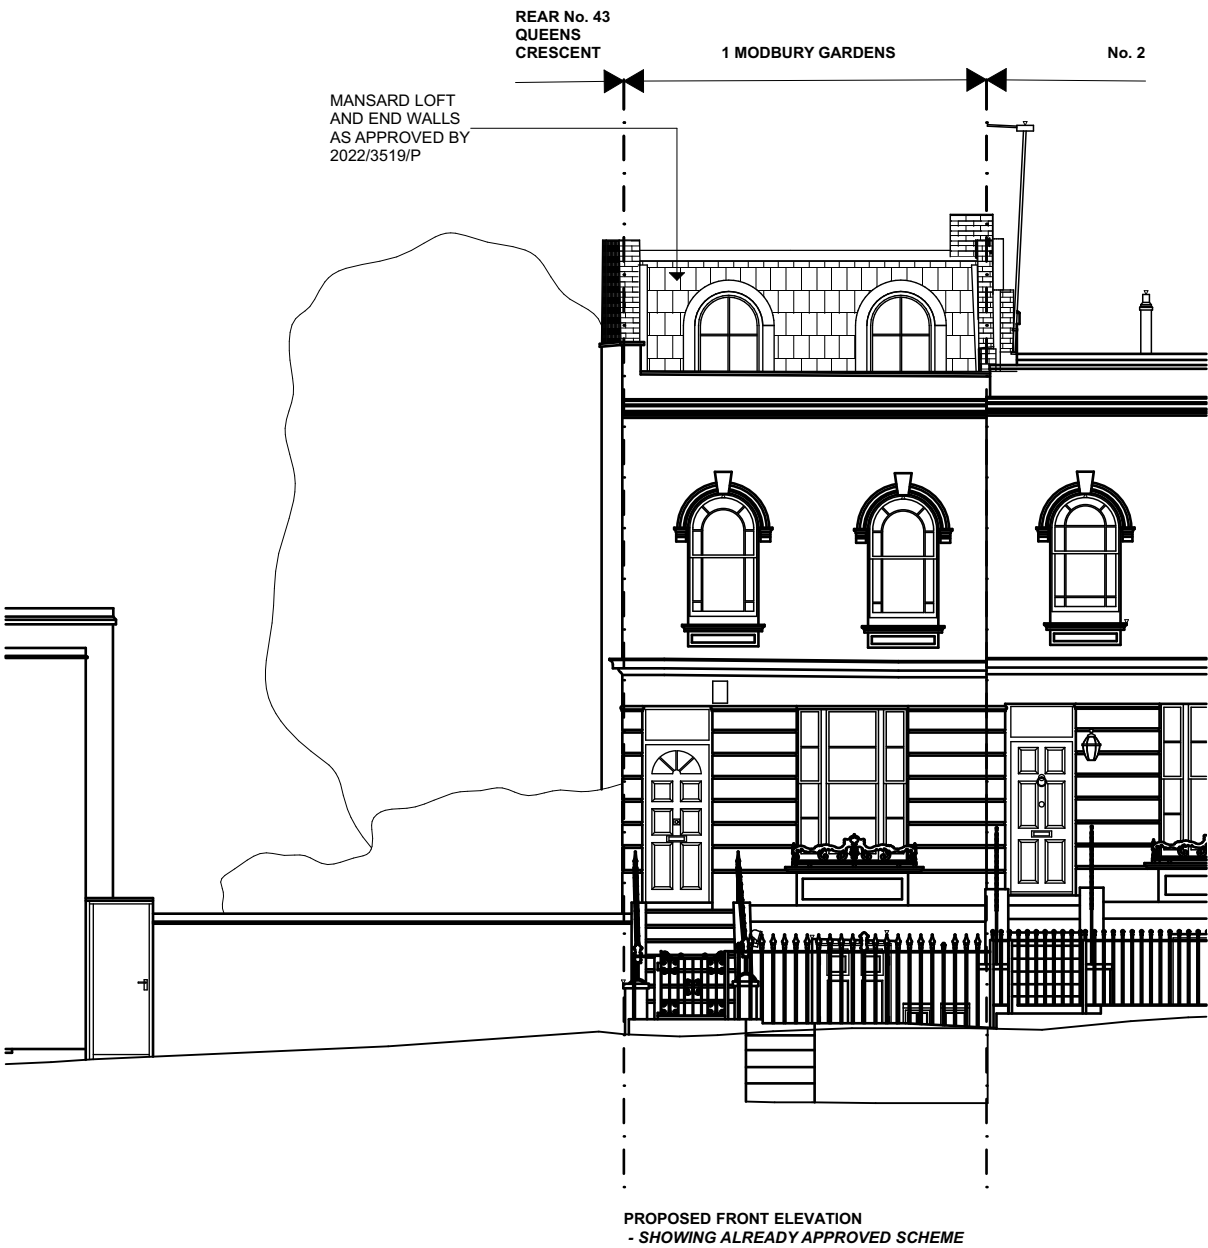 REAR No. 43
QUEENS
CRESCENT
1 MODBURY GARDENS
No. 2
MANSARD LOFT
AND END WALLS
AS APPROVED BY
2022/3519/P
PROPOSED FRONT ELEVATION
- SHOWING ALREADY APPROVED SCHEME